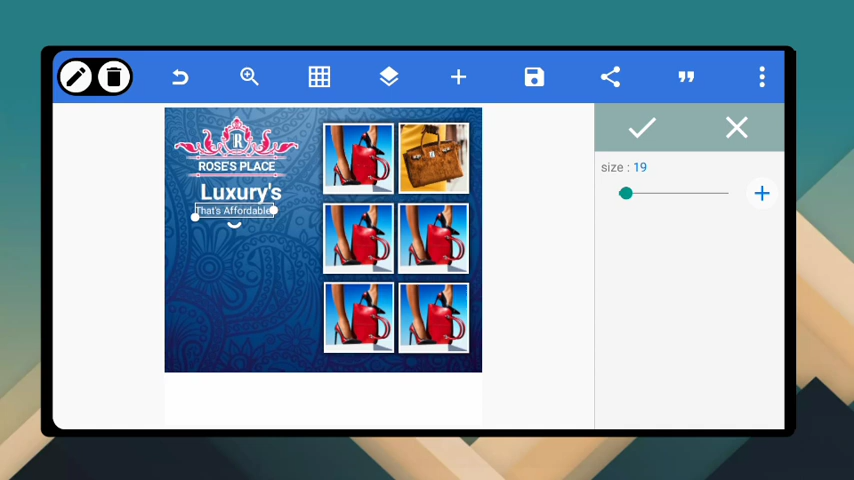 size : 19
R
ROSE'S PLACE
Luxury's
That's Affordable